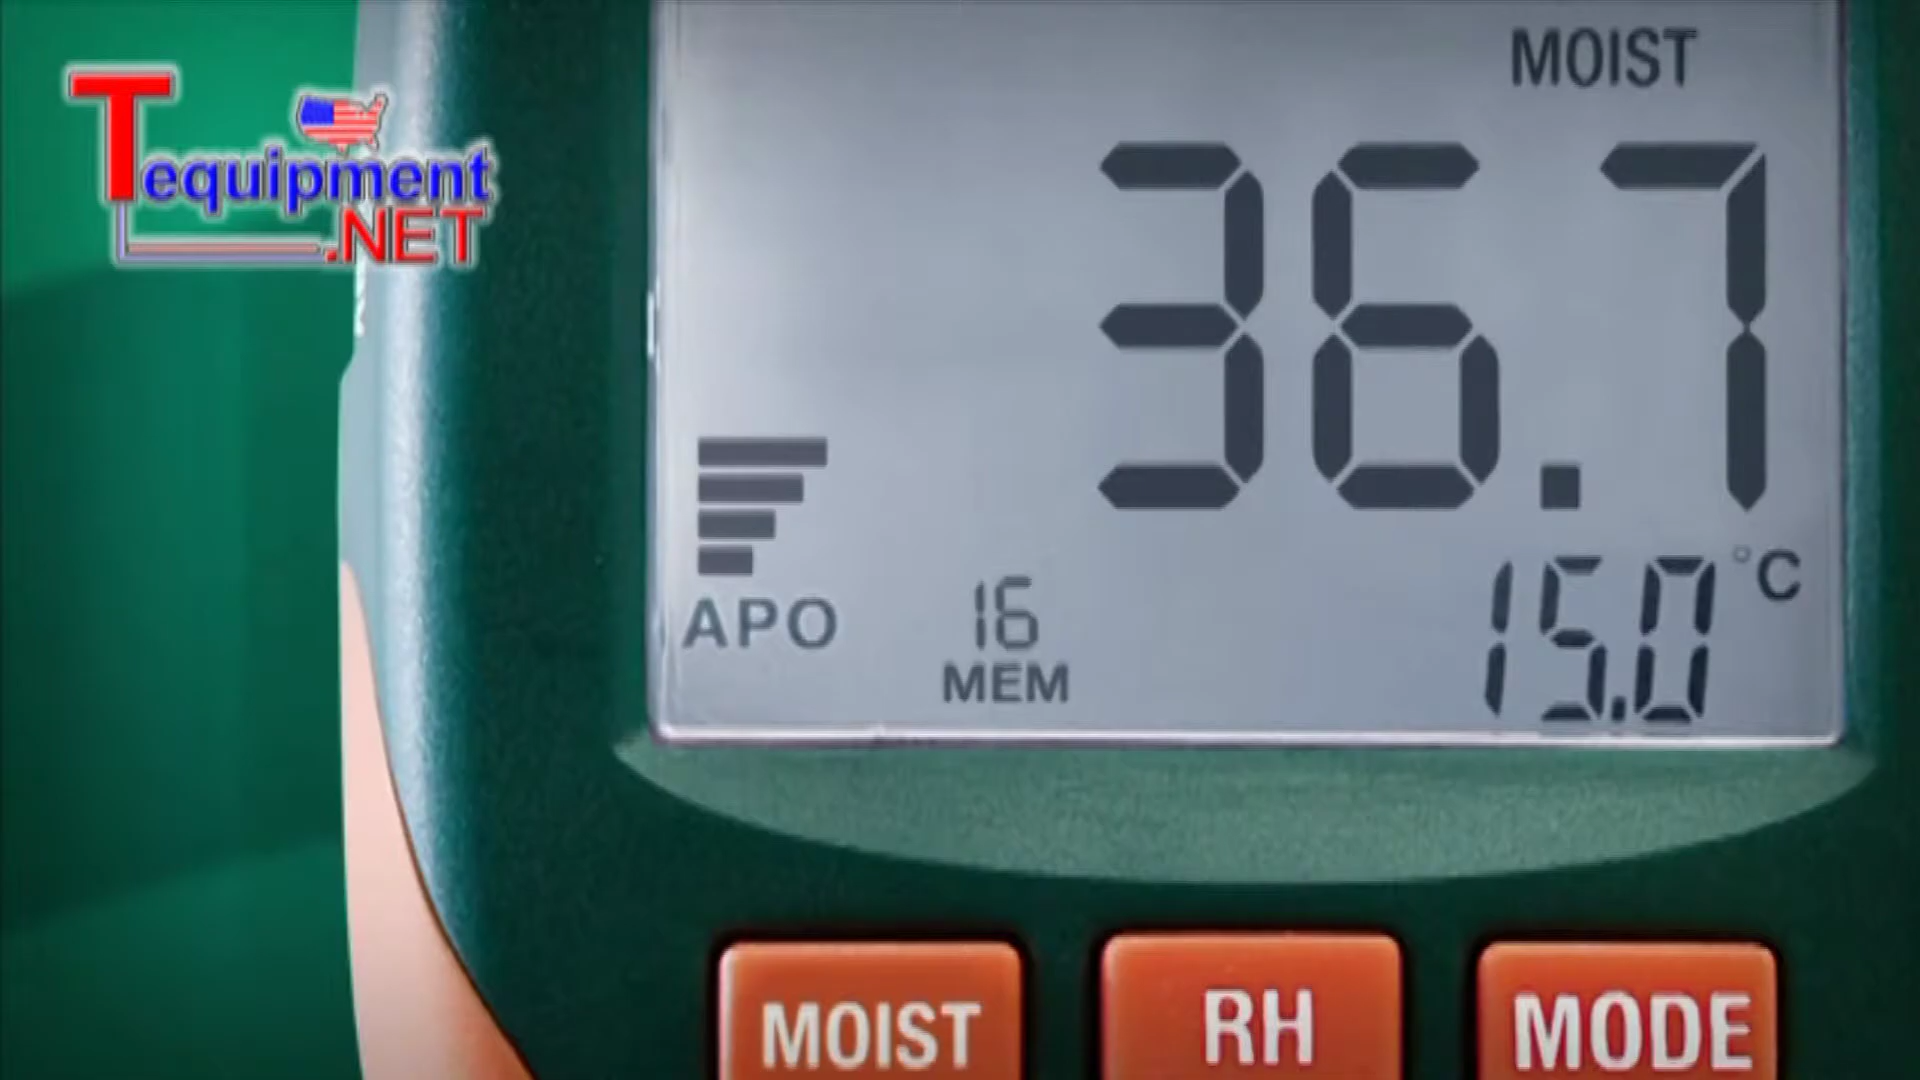 Tequipment
.NET
MOIST
36.7
15.0 °C
APO
16
MEM
MOIST
RH
MODE